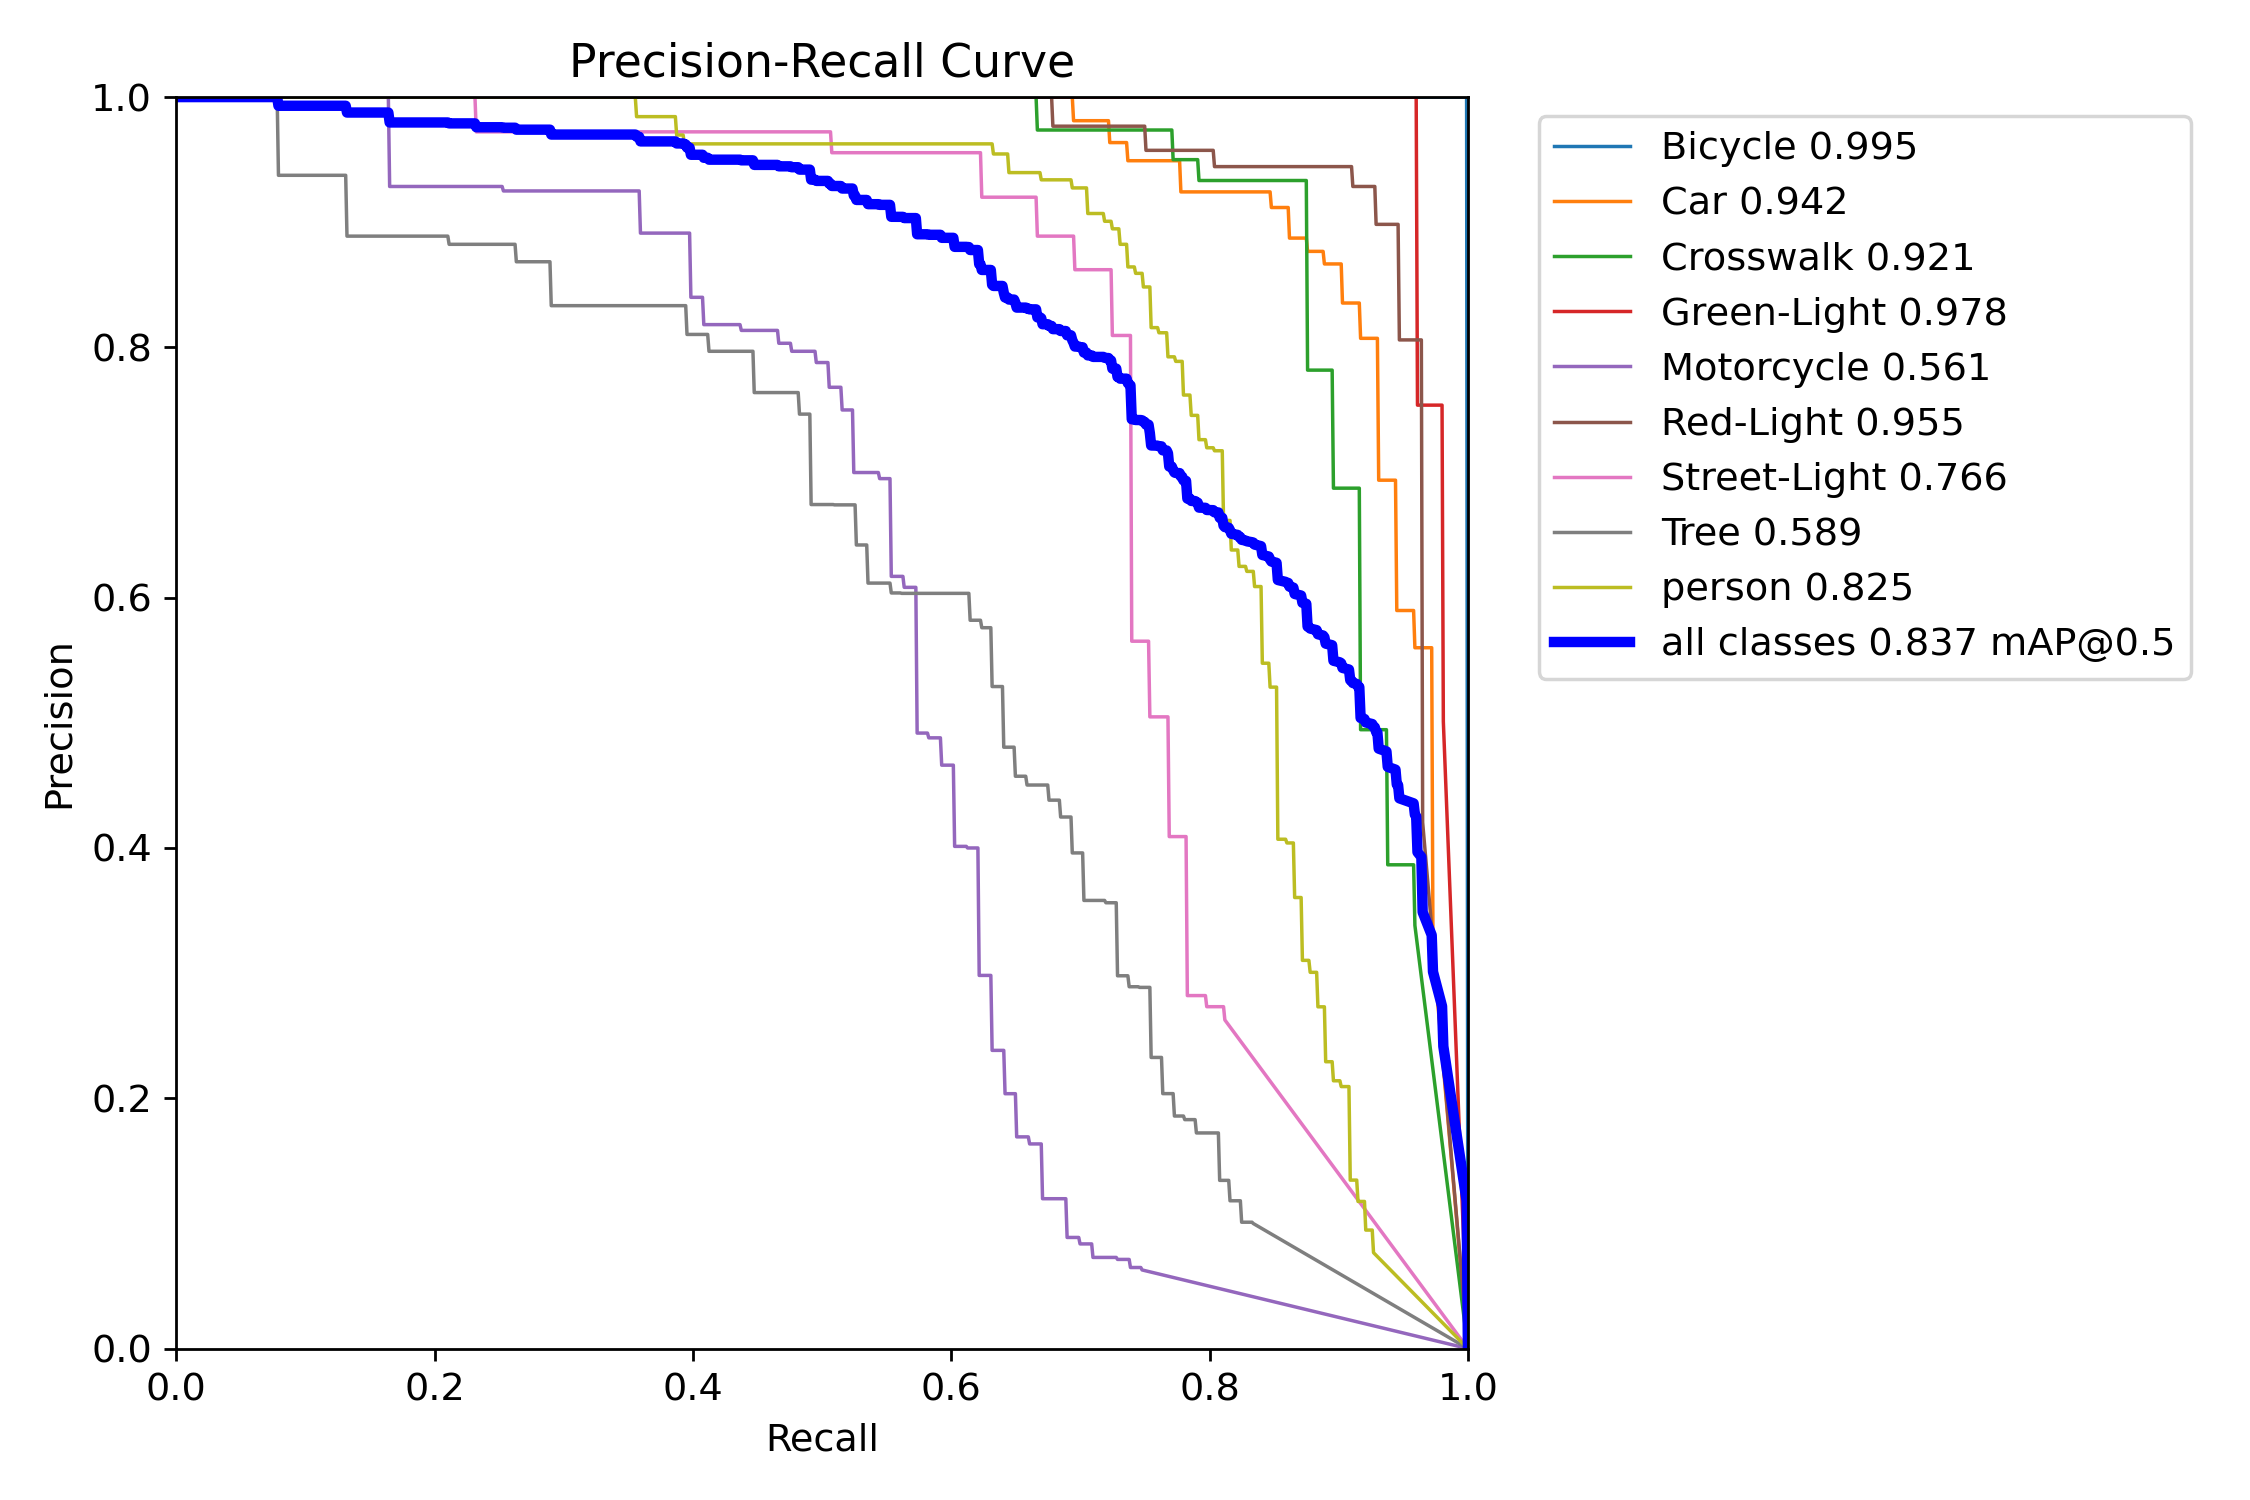 Precision-Recall Curve
1.0
0.8
0.6
0.4
0.2
0.0
Precision
0.0 0.2 0.4 0.6 0.8 1.0
Recall
Bicycle 0.995
Car 0.942
Crosswalk 0.921
Green-Light 0.978
Motorcycle 0.561
Red-Light 0.955
Street-Light 0.766
Tree 0.589
person 0.825
all classes 0.837 mAP@0.5